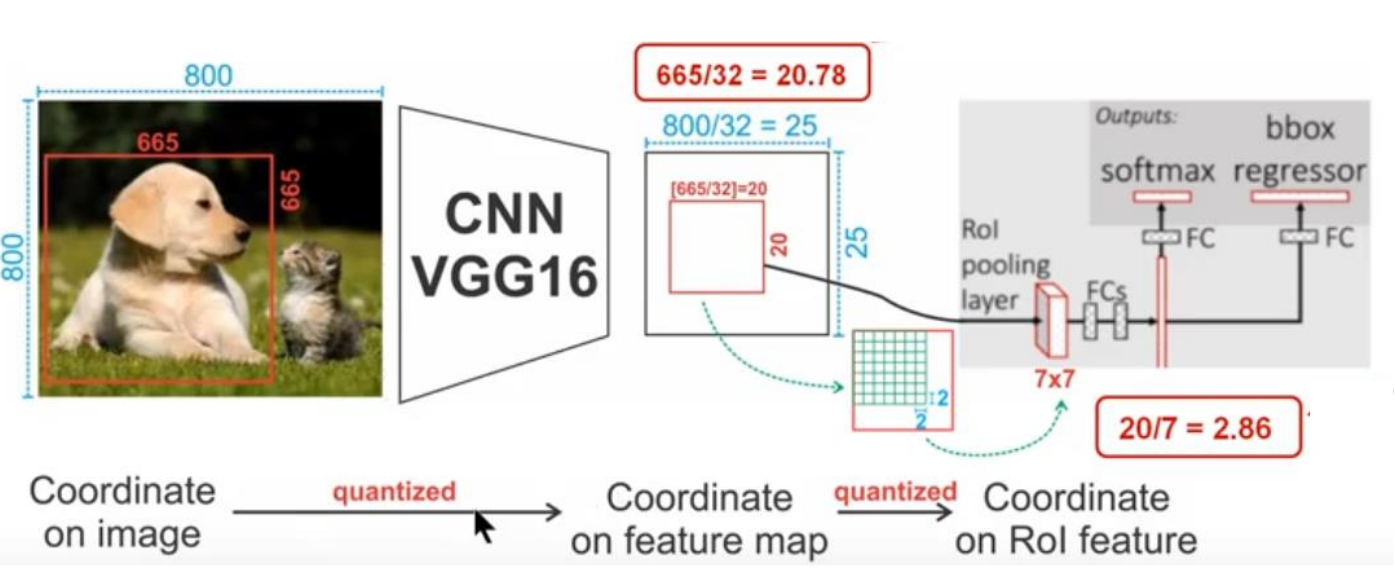 800
800
665
665
CNN
VGG16
665/32 = 20.78
800/32 = 25
25
[665/32]=20
20
2
2
RoI
pooling
layer
7x7
FCs
Outputs:
softmax
bbox
regressor
FC
FC
20/7 = 2.86
Coordinate
on image
quantized
Coordinate
on feature map
quantized
Coordinate
on RoI feature